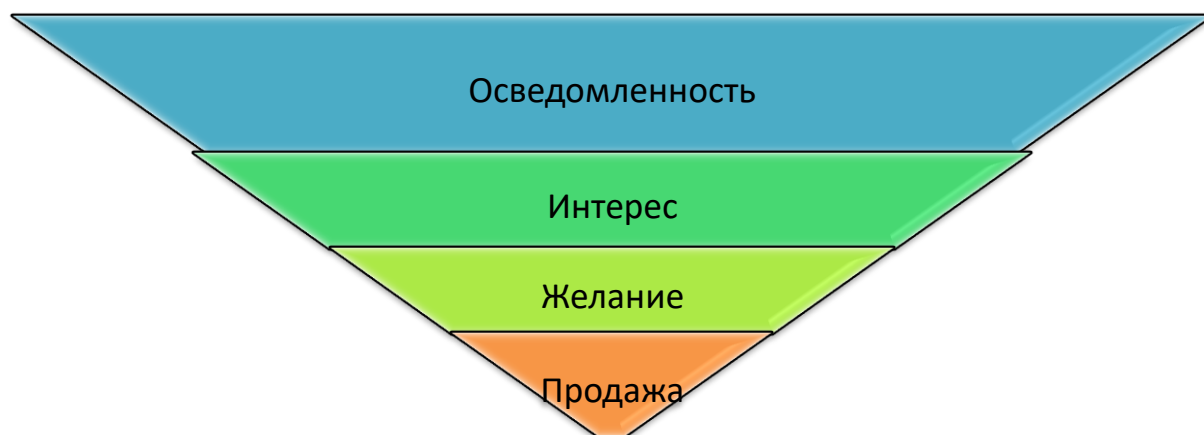 Осведомленность
Интерес
Желание
Продажа